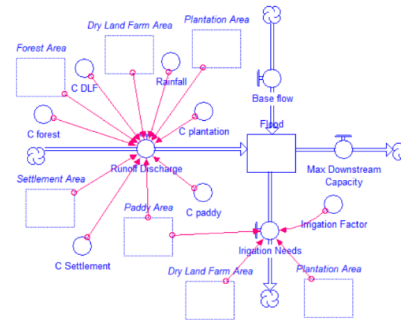 Dry Land Farm Area
Plantation Area
Forest Area
C DLF
Rainfall
Base flow
C forest
C plantation
Flood
Runoff Discharge
Max Downstream
Capacity
Settlement Area
Paddy Area
C paddy
Irrigation Factor
C Settlement
Irigation Needs
Dry Land Farm Area
Plantation Area